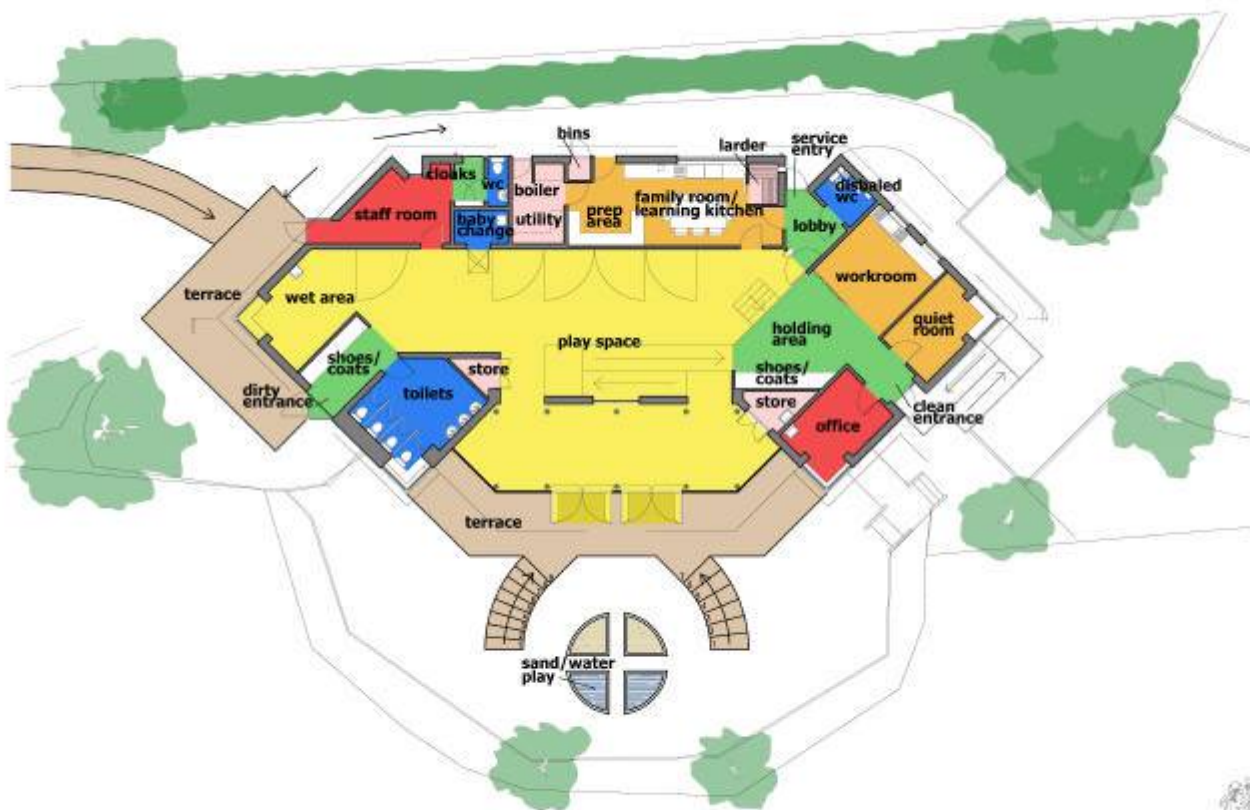 bins
service
entry
larder
cloaks
wc
boiler
disbaled
wc
staff room
baby
change
utility
prep
area
family room/
learning kitchen
lobby
workroom
terrace
wet area
quiet
room
play space
holding
area
shoes/
coats
store
shoes/
coats
dirty
entrance
toilets
store
office
clean
entrance
terrace
sand/water
play